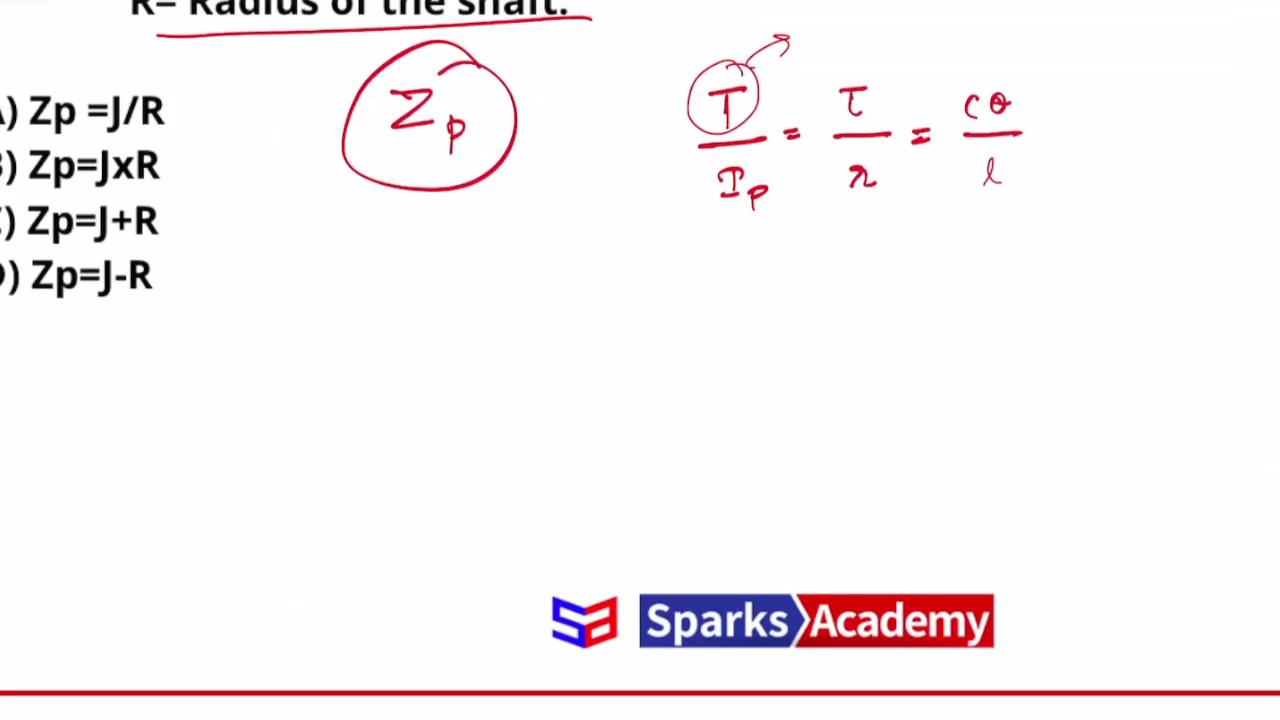 R= Radius of the shaft.
A) Zp =J/R
B) Zp=JxR
C) Zp=J+R
D) Zp=J-R
Zp
T/Ip = τ/r = Cθ/l
Sparks Academy